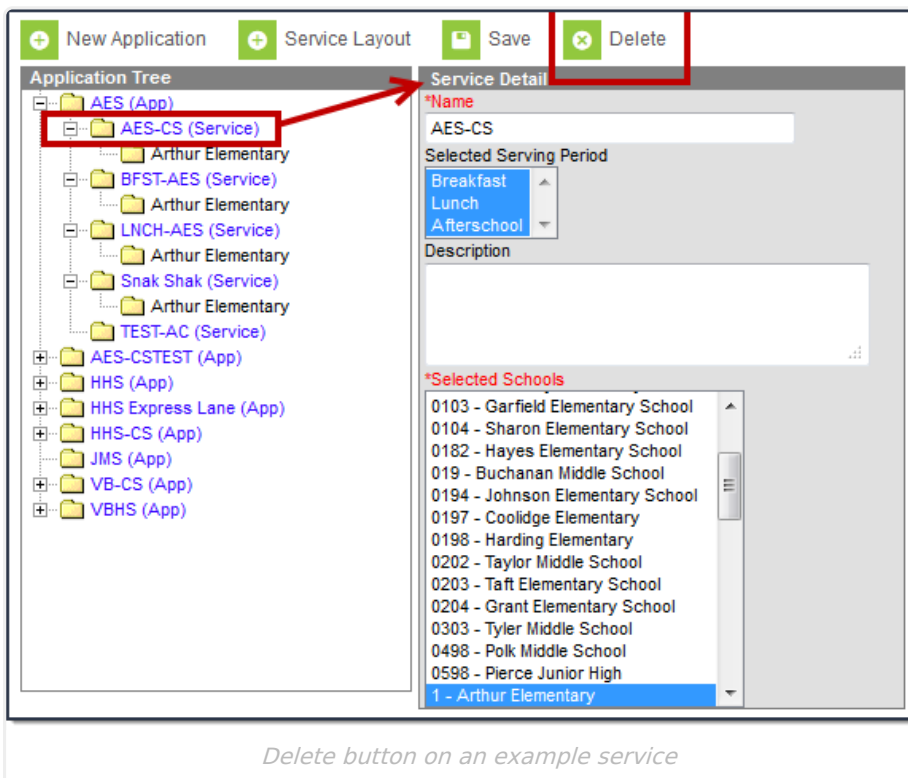 New Application Service Layout Save Delete
Application Tree
AES (App)
AES-CS (Service)
Arthur Elementary
BFST-AES (Service)
Arthur Elementary
LNCH-AES (Service)
Arthur Elementary
Snak Shak (Service)
Arthur Elementary
TEST-AC (Service)
AES-CSTEST (App)
HHS (App)
HHS Express Lane (App)
HHS-CS (App)
JMS (App)
VB-CS (App)
VBHS (App)
Service Detail
*Name
AES-CS
Selected Serving Period
Breakfast
Lunch
Afterschool
Description
*Selected Schools
0103 - Garfield Elementary School
0104 - Sharon Elementary School
0182 - Hayes Elementary School
019 - Buchanan Middle School
0194 - Johnson Elementary School
0197 - Coolidge Elementary
0198 - Harding Elementary
0202 - Taylor Middle School
0203 - Taft Elementary School
0204 - Grant Elementary School
0303 - Tyler Middle School
0498 - Polk Middle School
0598 - Pierce Junior High
1 - Arthur Elementary
Delete button on an example service